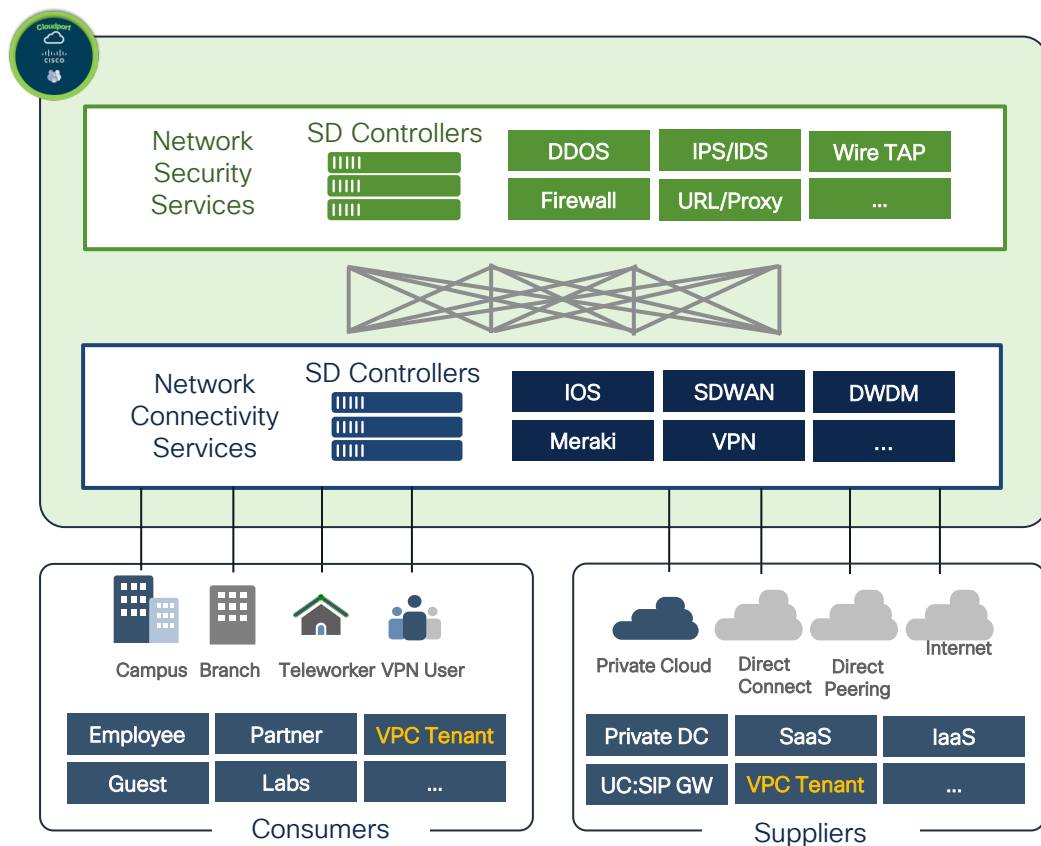 Cloudport
CISCO
Network
Security
Services
SD Controllers
DDOS
IPS/IDS
Wire TAP
Firewall
URL/Proxy
...
Network
Connectivity
Services
SD Controllers
IOS
SDWAN
DWDM
Meraki
VPN
...
Campus
Branch
Teleworker
VPN User
Employee
Partner
VPC Tenant
Guest
Labs
...
Consumers
Private Cloud
Direct
Connect
Direct
Peering
Internet
Private DC
SaaS
IaaS
UC:SIP GW
VPC Tenant
...
Suppliers